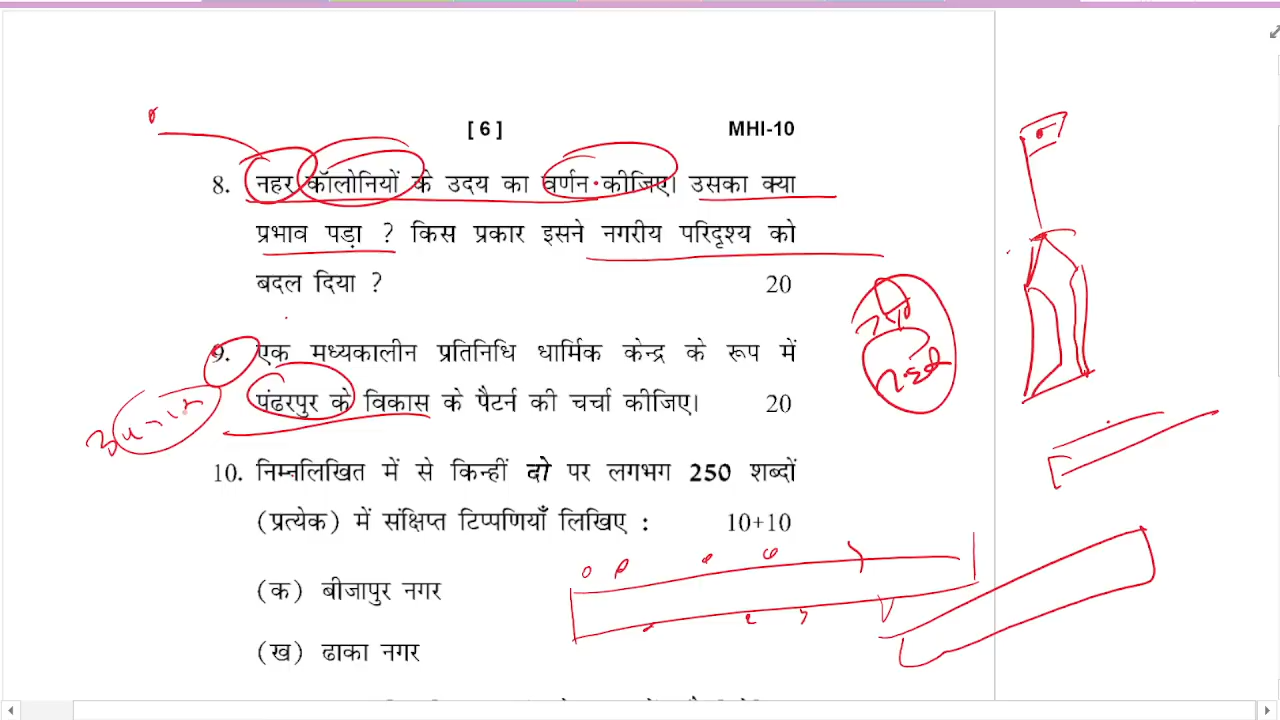 [ 6 ] MHI-10
8. नहर कॉलोनियों के उदय का वर्णन कीजिए। उसका क्या
प्रभाव पड़ा ? किस प्रकार इसने नगरीय परिदृश्य को
बदल दिया ? 20
9. एक मध्यकालीन प्रतिनिधि धार्मिक केन्द्र के रूप में
पंढरपुर के विकास के पैटर्न की चर्चा कीजिए। 20
10. निम्नलिखित में से किन्हीं दो पर लगभग 250 शब्दों
(प्रत्येक) में संक्षिप्त टिप्पणियाँ लिखिए : 10+10
(क) बीजापुर नगर
(ख) ढाका नगर